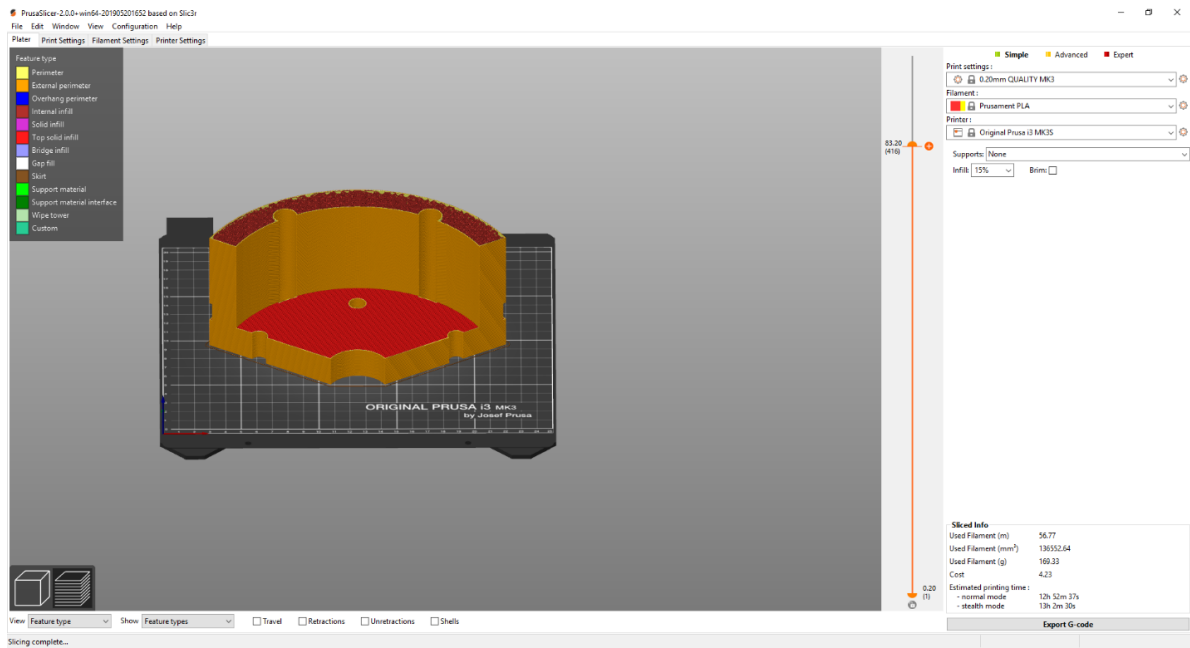 PrusaSlicer-2.0.0+win64-201905201652 based on Slic3r
File Edit Window View Configuration Help
Plater Print Settings Filament Settings Printer Settings
Feature type
Perimeter
External perimeter
Overhang perimeter
Internal infill
Solid infill
Top solid infill
Bridge infill
Gap fill
Skirt
Support material
Support material interface
Wipe tower
Custom
ORIGINAL PRUSA i3 MK3
by Josef Prusa
83.20
(416)
0.20
(1)
Simple Advanced Expert
Print settings :
0.20mm QUALITY MK3
Filament :
Prusament PLA
Printer :
Original Prusa i3 MK3S
Supports: None
Infill: 15% Brim:
Sliced Info
Used Filament (m) 56.77
Used Filament (mm³) 136552.64
Used Filament (g) 169.33
Cost 4.23
Estimated printing time :
- normal mode 12h 52m 37s
- stealth mode 13h 2m 30s
Export G-code
View Feature type Show Feature types Travel Retractions Unretractions Shells
Slicing complete...